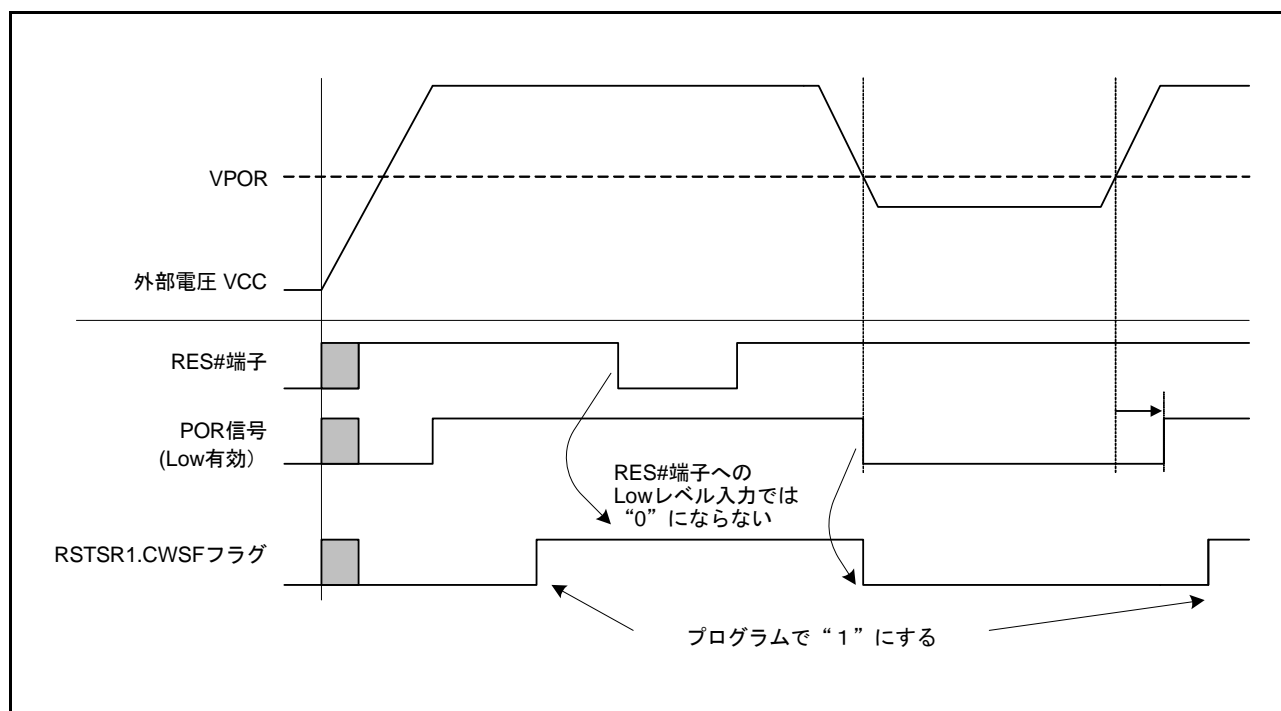 VPOR
外部電圧 VCC
RES#端子
POR信号
(Low有効）
RES#端子への
Lowレベル入力では
“0”にならない
RSTSR1.CWSFフラグ
プログラムで“１”にする